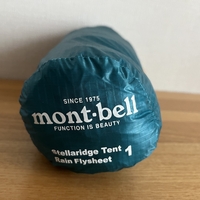 SINCE 1975
mont-bell
FUNCTION IS BEAUTY
Stellaridge Tent 1
Rain Flysheet